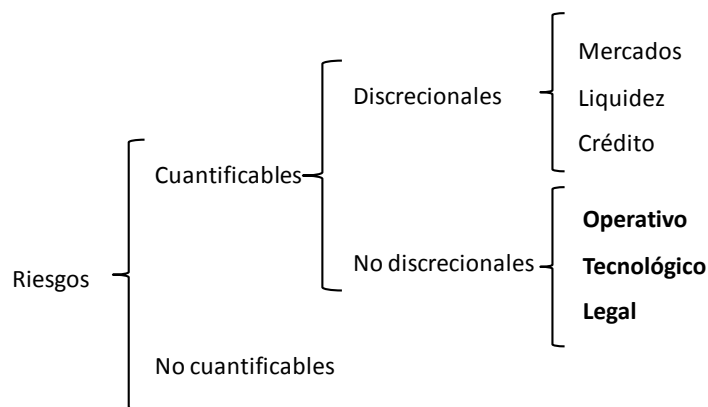 Mercados
Discrecionales
Liquidez
Crédito
Cuantificables
Operativo
No discrecionales
Tecnológico
Riesgos
Legal
No cuantificables